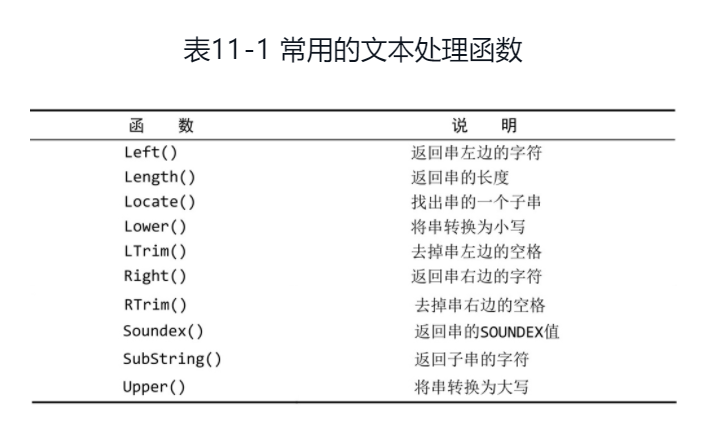 表11-1 常用的文本处理函数
函 数 说 明
Left() 返回串左边的字符
Length() 返回串的长度
Locate() 找出串的一个子串
Lower() 将串转换为小写
LTrim() 去掉串左边的空格
Right() 返回串右边的字符
RTrim() 去掉串右边的空格
Soundex() 返回串的SOUNDEX值
SubString() 返回子串的字符
Upper() 将串转换为大写